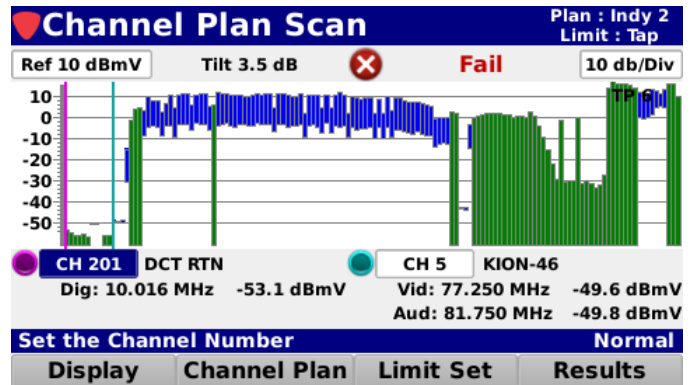 Channel Plan Scan
Plan : Indy 2
Limit : Tap
Ref 10 dBmV
Tilt 3.5 dB
Fail
10 db/Div
TP 6
10
0
-10
-20
-30
-40
-50
CH 201 DCT RTN
CH 5 KION-46
Dig: 10.016 MHz -53.1 dBmV
Vid: 77.250 MHz -49.6 dBmV
Aud: 81.750 MHz -49.8 dBmV
Set the Channel Number
Normal
Display
Channel Plan
Limit Set
Results